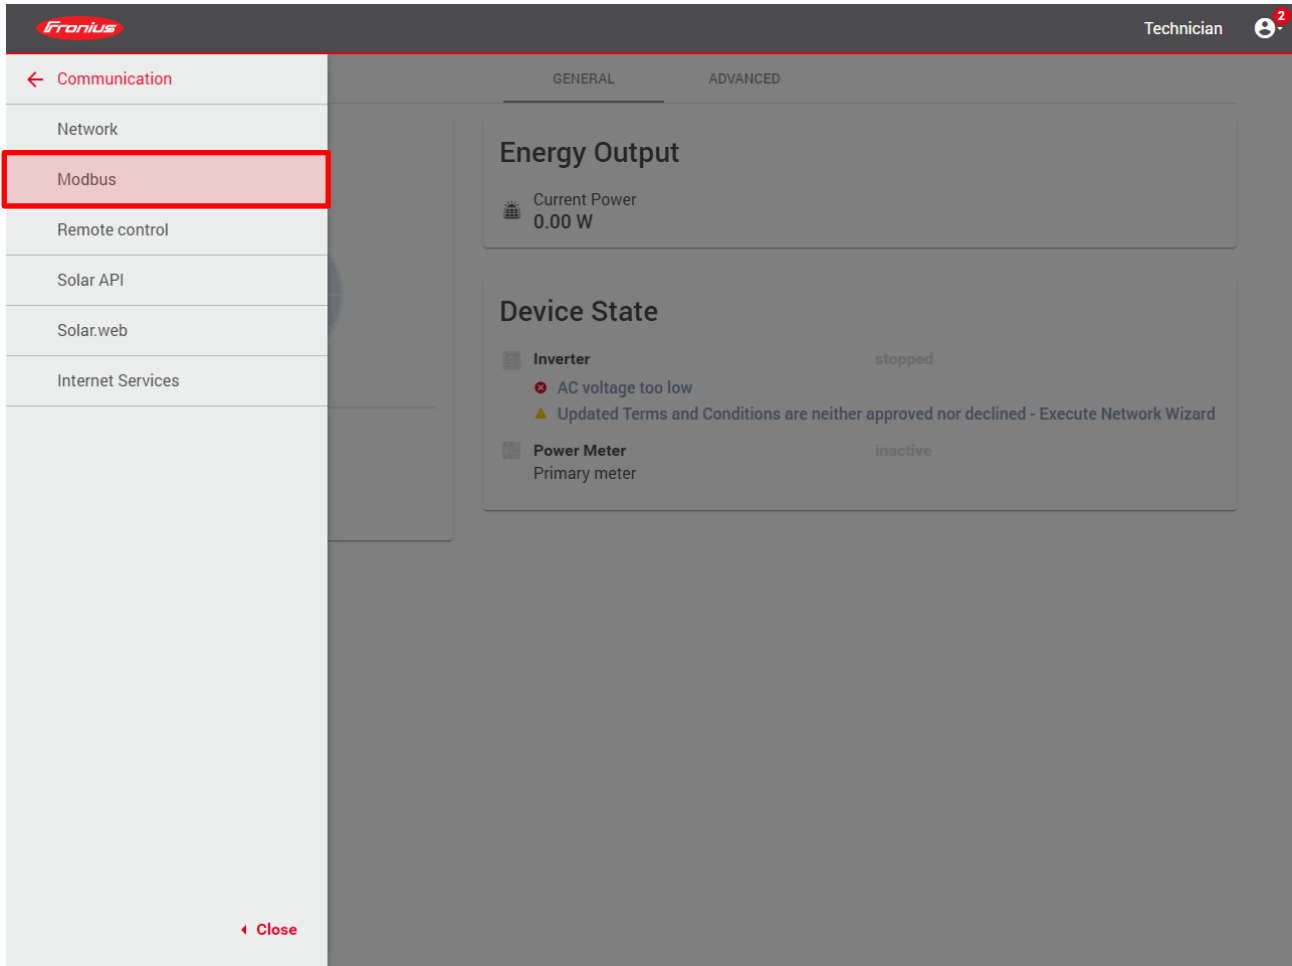 Fronius
Technician
2
Communication
Network
Modbus
Remote control
Solar API
Solar.web
Internet Services
Close
GENERAL
ADVANCED
Energy Output
Current Power
0.00 W
Device State
Inverter stopped
AC voltage too low
Updated Terms and Conditions are neither approved nor declined - Execute Network Wizard
Power Meter inactive
Primary meter